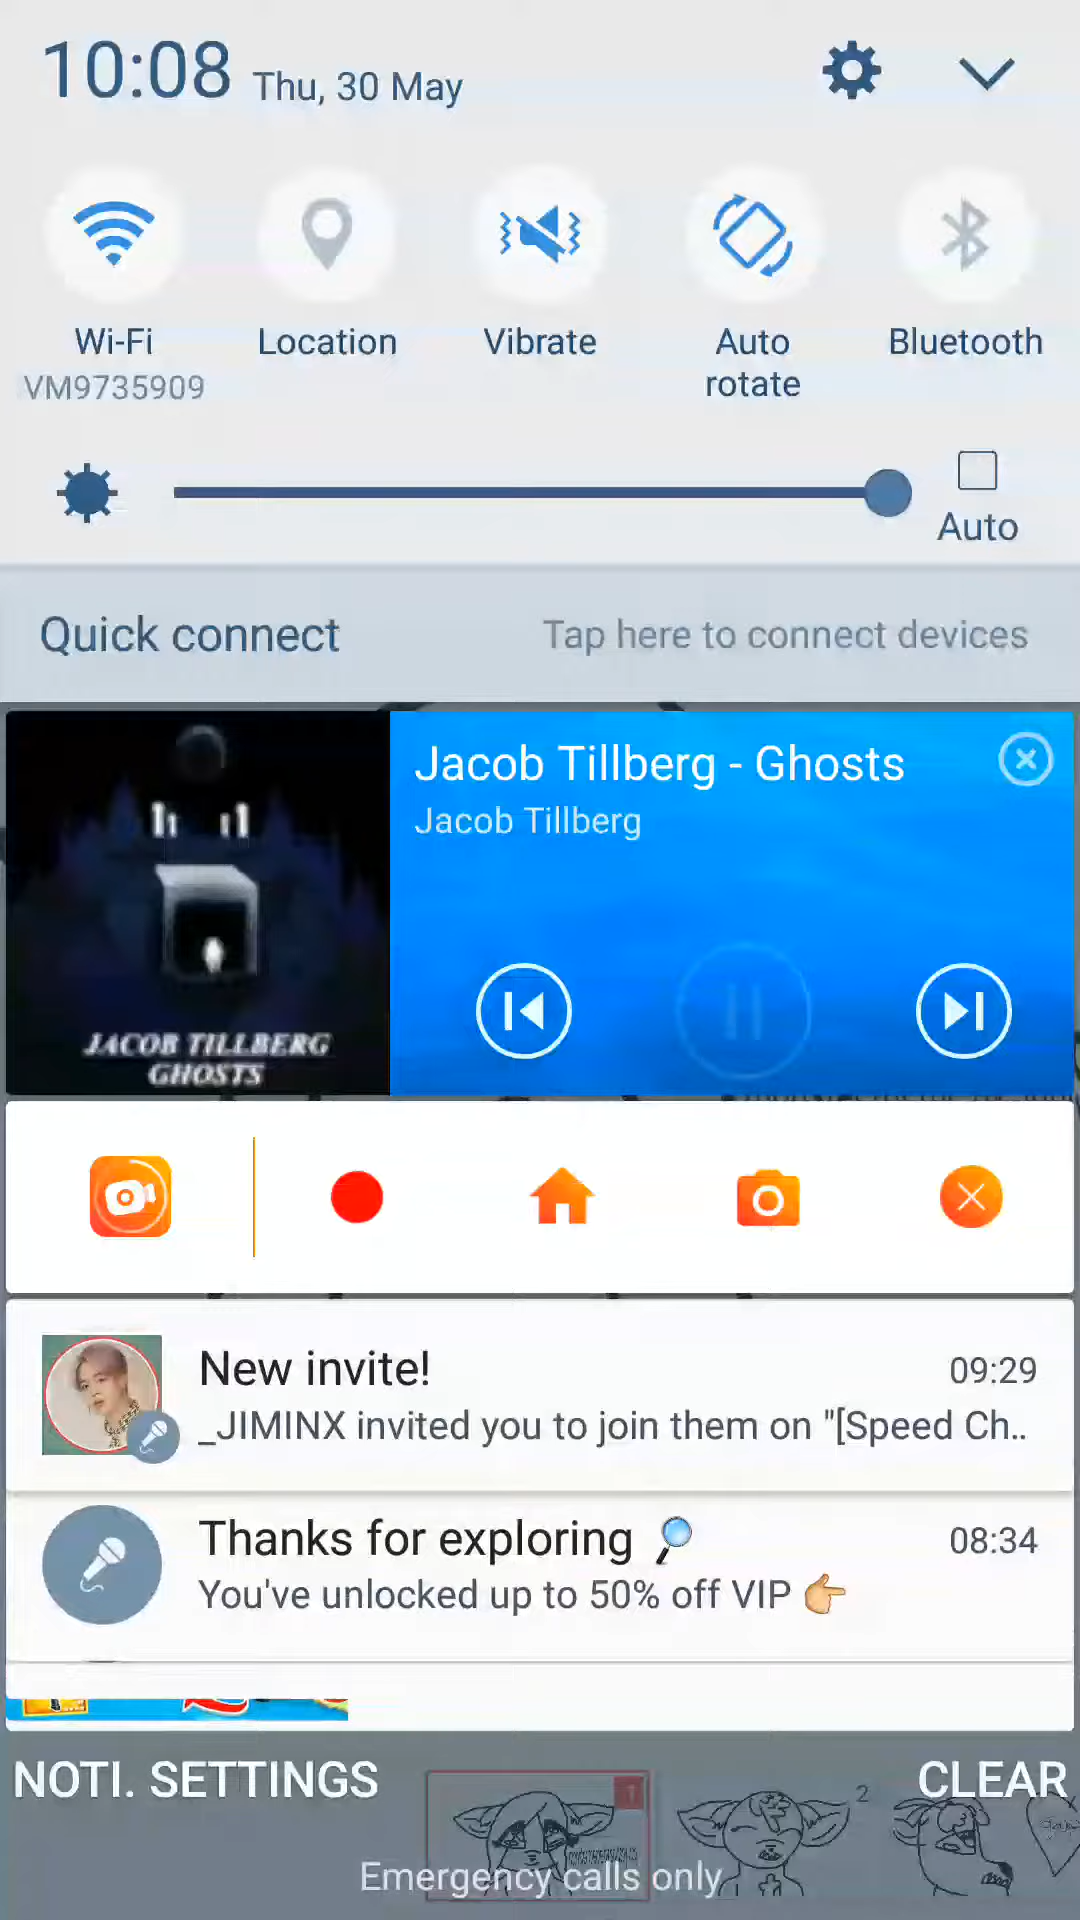 10:08 Thu, 30 May
Wi-Fi
VM9735909
Location
Vibrate
Auto
rotate
Bluetooth
Auto
Quick connect
Tap here to connect devices
Jacob Tillberg - Ghosts
Jacob Tillberg
JACOB TILLBERG
GHOSTS
New invite! 09:29
_JIMINX invited you to join them on "[Speed Ch..
Thanks for exploring 🔎 08:34
You've unlocked up to 50% off VIP 👉
NOTI. SETTINGS
CLEAR
1
2
Emergency calls only